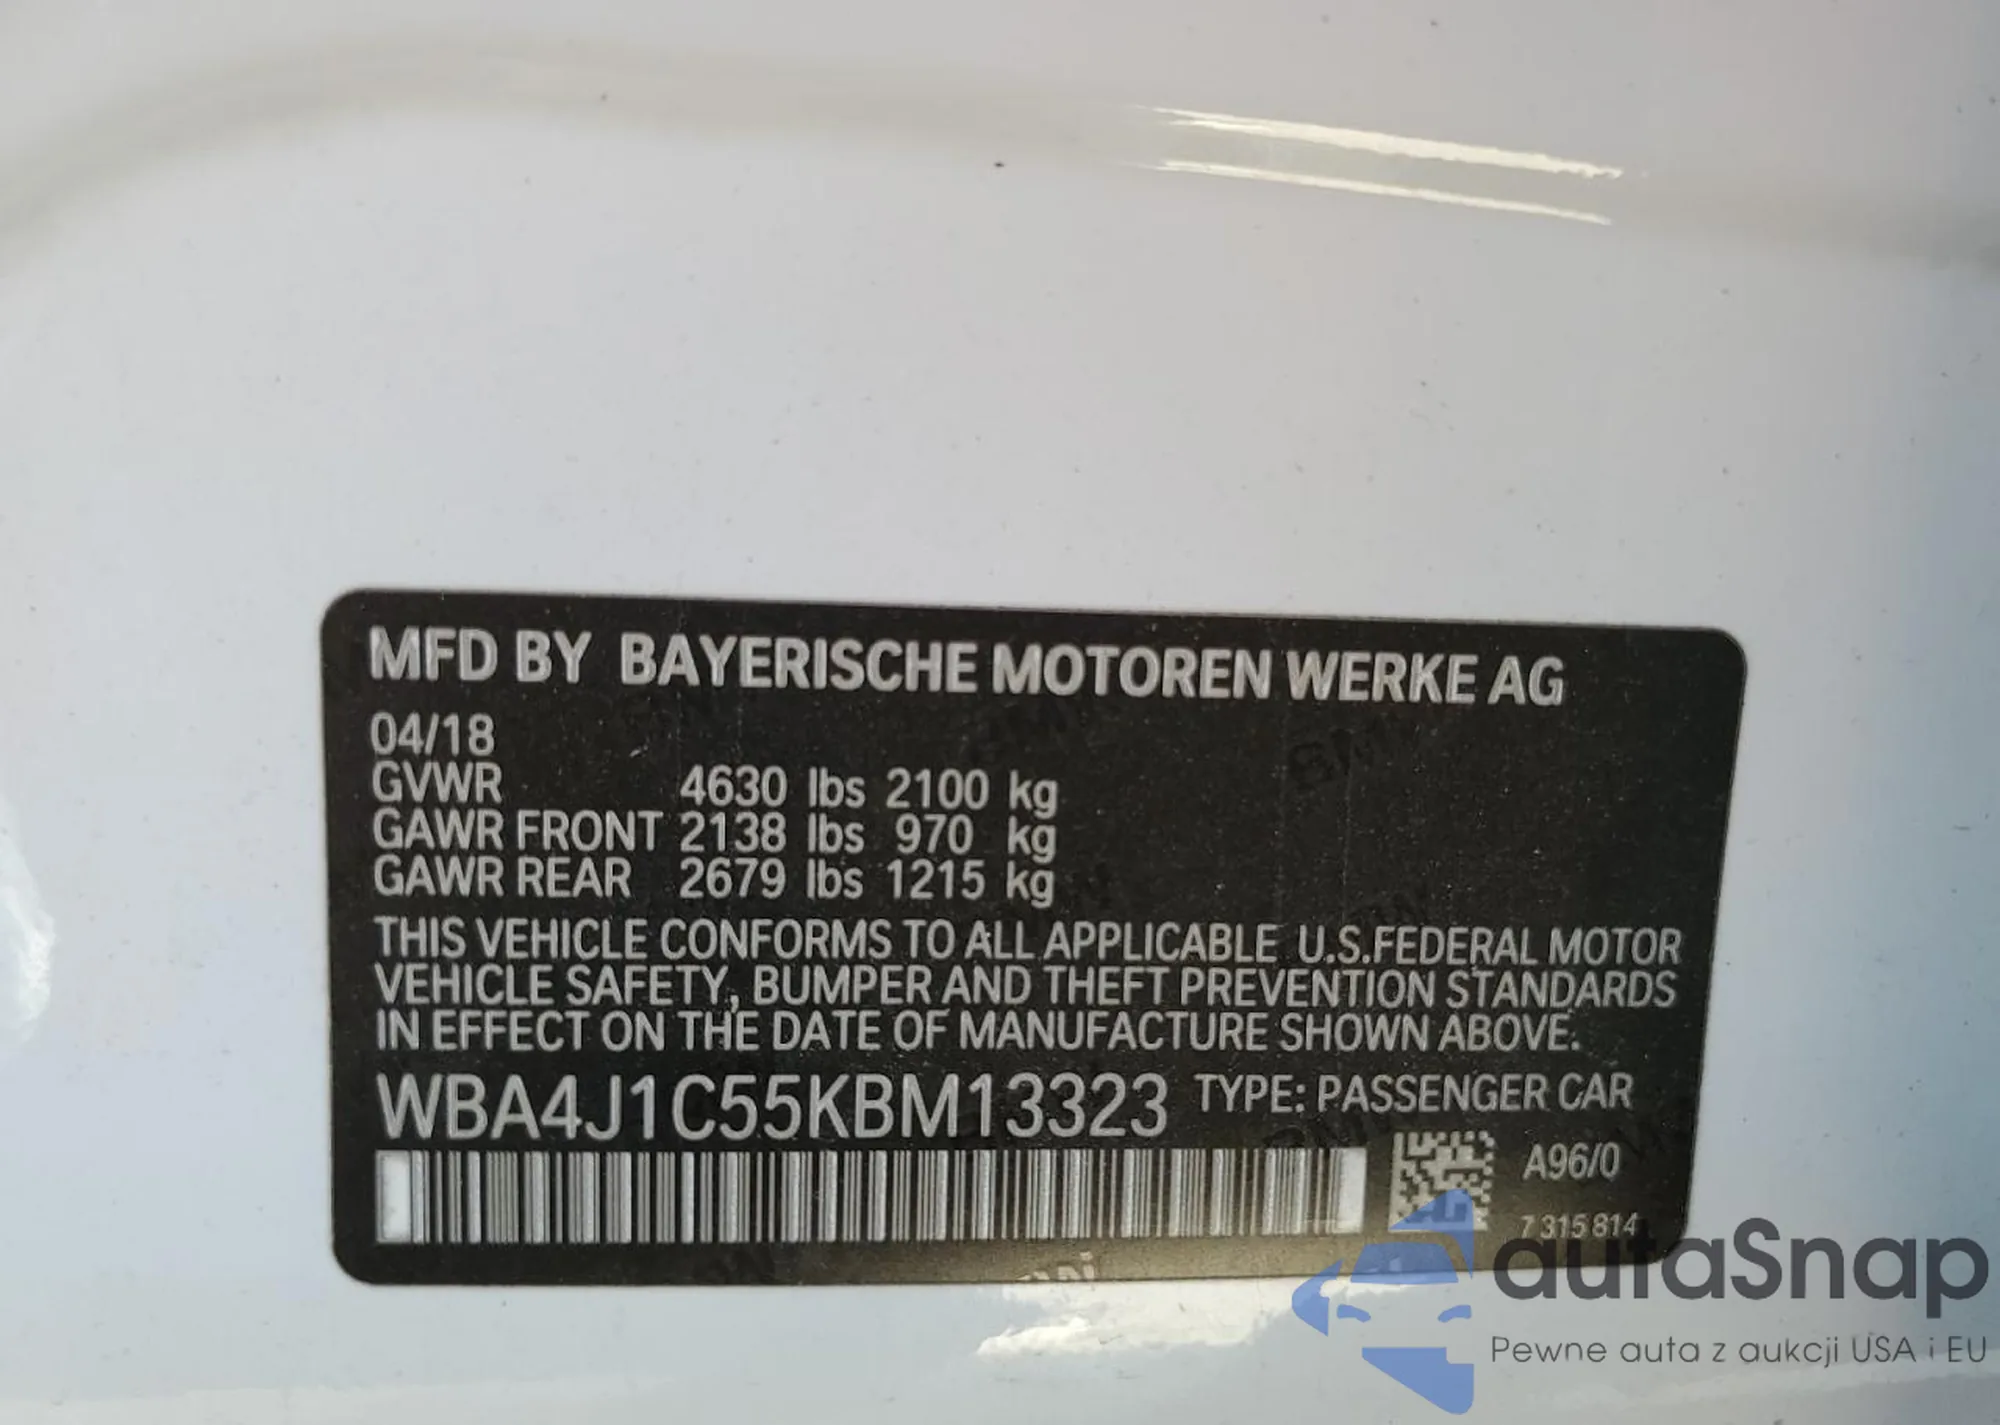 MFD BY BAYERISCHE MOTOREN WERKE AG
04/18
GVWR 4630 lbs 2100 kg
GAWR FRONT 2138 lbs 970 kg
GAWR REAR 2679 lbs 1215 kg
THIS VEHICLE CONFORMS TO ALL APPLICABLE U.S.FEDERAL MOTOR
VEHICLE SAFETY, BUMPER AND THEFT PREVENTION STANDARDS
IN EFFECT ON THE DATE OF MANUFACTURE SHOWN ABOVE.
WBA4J1C55KBM13323 TYPE: PASSENGER CAR
A96/0
7 315 814
autaSnap
Pewne auta z aukcji USA i EU